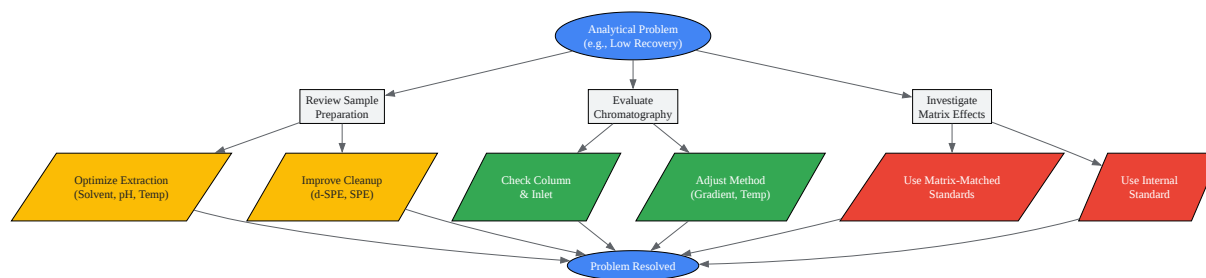 Analytical Problem
(e.g., Low Recovery)
Review Sample
Preparation
Evaluate
Chromatography
Investigate
Matrix Effects
Optimize Extraction
(Solvent, pH, Temp)
Improve Cleanup
(d-SPE, SPE)
Check Column
& Inlet
Adjust Method
(Gradient, Temp)
Use Matrix-Matched
Standards
Use Internal
Standard
Problem Resolved